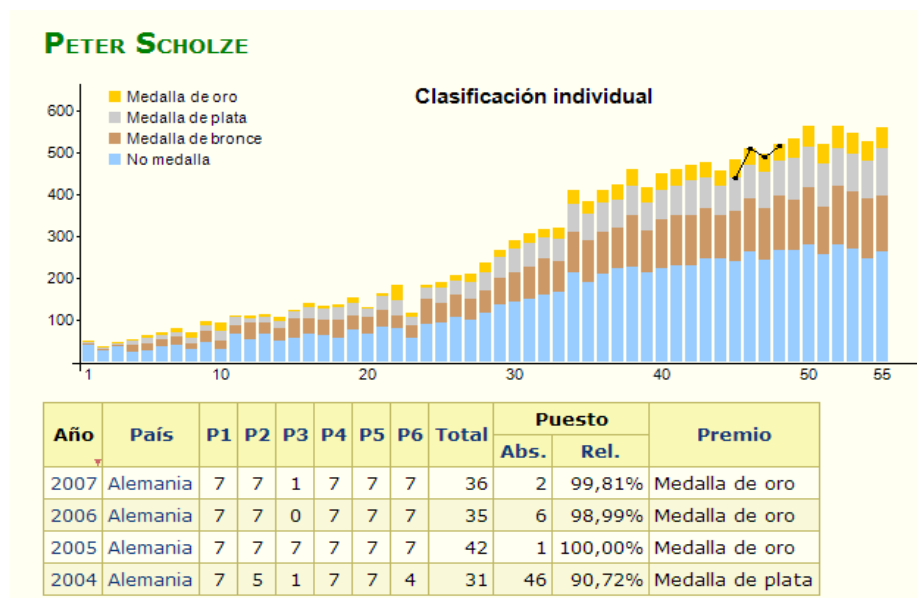 Peter Scholze
Clasificación individual
Medalla de oro
Medalla de plata
Medalla de bronce
No medalla
600
500
400
300
200
100
1 10 20 30 40 50 55
Año País P1 P2 P3 P4 P5 P6 Total Puesto Premio
Abs. Rel.
2007 Alemania 7 7 1 7 7 7 36 2 99,81% Medalla de oro
2006 Alemania 7 7 0 7 7 7 35 6 98,99% Medalla de oro
2005 Alemania 7 7 7 7 7 7 42 1 100,00% Medalla de oro
2004 Alemania 7 5 1 7 7 4 31 46 90,72% Medalla de plata